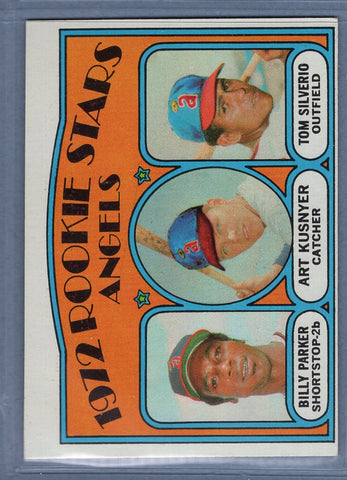 1972 ROOKIE STARS
ANGELS
BILLY PARKER
SHORTSTOP-2b
ART KUSNYER
CATCHER
TOM SILVERIO
OUTFIELD